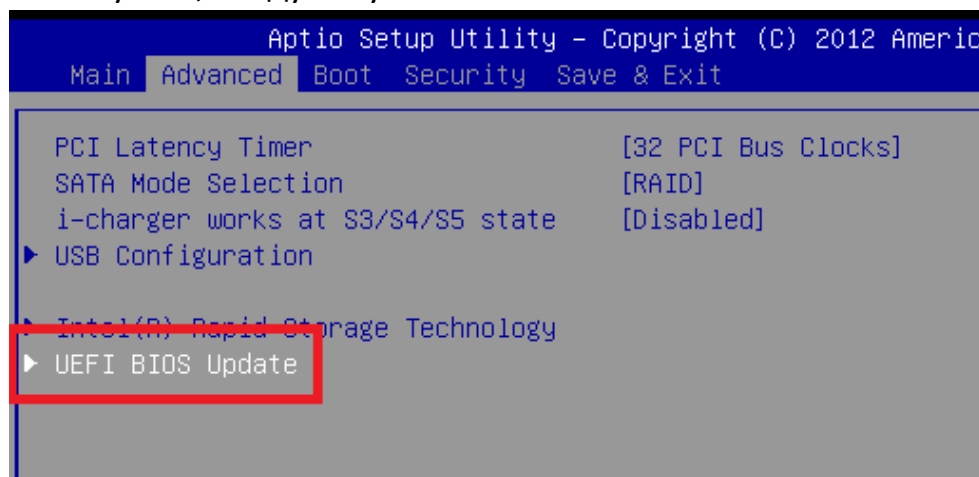 Aptio Setup Utility – Copyright (C) 2012 Americ
Main Advanced Boot Security Save & Exit
PCI Latency Timer [32 PCI Bus Clocks]
SATA Mode Selection [RAID]
i-charger works at S3/S4/S5 state [Disabled]
USB Configuration
Intel(R) Rapid Storage Technology
UEFI BIOS Update